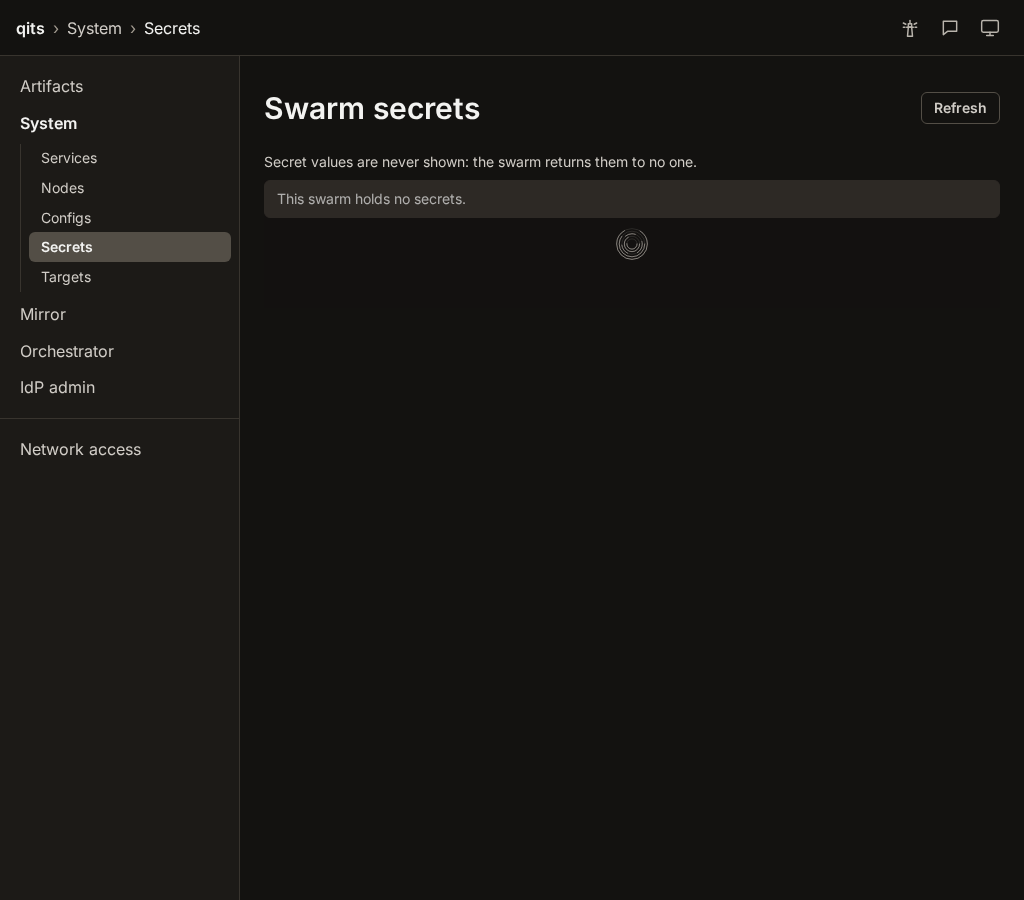 qits › System › Secrets
Artifacts
System
Services
Nodes
Configs
Secrets
Targets
Mirror
Orchestrator
IdP admin
Network access
Swarm secrets
Refresh
Secret values are never shown: the swarm returns them to no one.
This swarm holds no secrets.